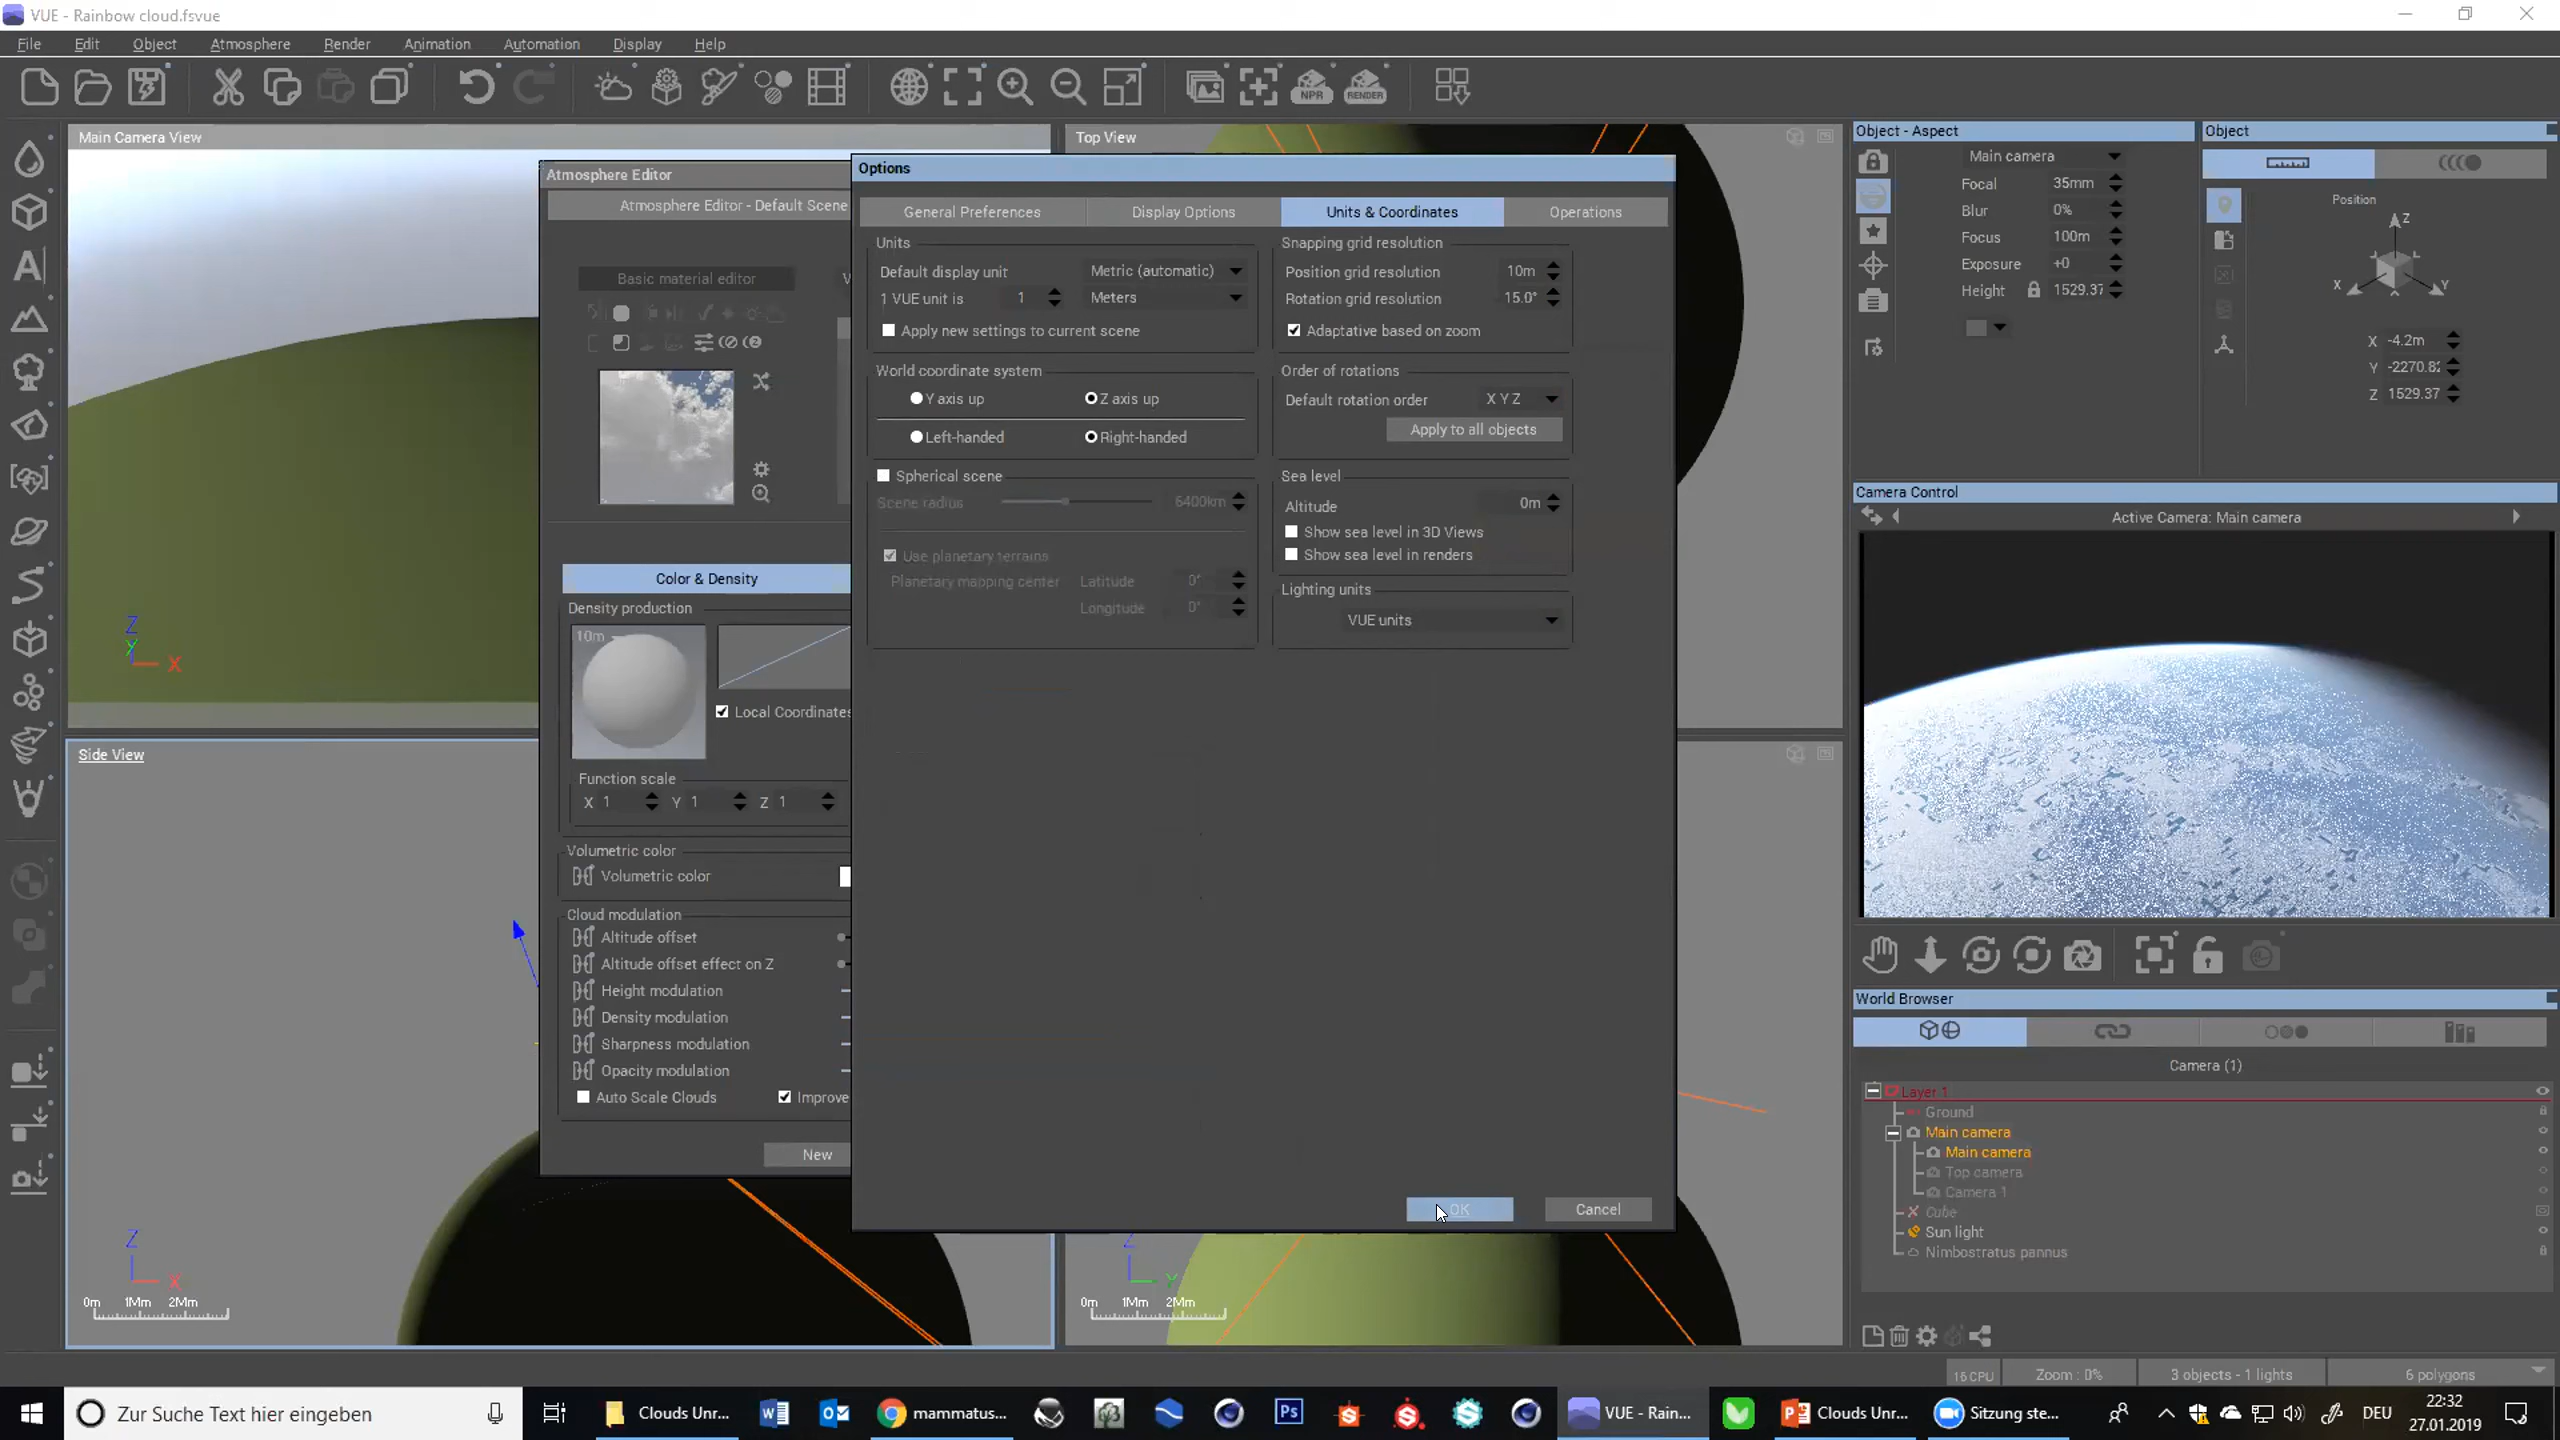 VUE - Rainbow cloud.fsvue
File Edit Object Atmosphere Render Animation Automation Display Help
NPR RENDER
Main Camera View
Top View
Atmosphere Editor
Atmosphere Editor - Default Scene
Basic material editor
Color & Density
Density production
10m
Local Coordinates
Function scale
X 1 Y 1 Z 1
Volumetric color
Volumetric color
Cloud modulation
Altitude offset
Altitude offset effect on Z
Height modulation
Density modulation
Sharpness modulation
Opacity modulation
Auto Scale Clouds Improve
New
Options
General Preferences Display Options Units & Coordinates Operations
Units
Default display unit Metric (automatic)
1 VUE unit is 1 Meters
Apply new settings to current scene
World coordinate system
Y axis up Z axis up
Left-handed Right-handed
Spherical scene
Scene radius 6400km
Use planetary terrains
Planetary mapping center Latitude 0°
Longitude 0°
Snapping grid resolution
Position grid resolution 10m
Rotation grid resolution 15.0°
Adaptative based on zoom
Order of rotations
Default rotation order X Y Z
Apply to all objects
Sea level
Altitude 0m
Show sea level in 3D Views
Show sea level in renders
Lighting units
VUE units
OK Cancel
Z
Y
X
Side View
Z
X
0m 1Mm 2Mm
Z
Y
0m 1Mm 2Mm
Object - Aspect
Main camera
Focal 35mm
Blur 0%
Focus 100m
Exposure +0
Height 1529.37
Object
Position
Z
X Y
X -4.2m
Y -2270.82
Z 1529.37
Camera Control
Active Camera: Main camera
World Browser
Camera (1)
Layer 1
Ground
Main camera
Main camera
Top camera
Camera 1
Cube
Sun light
Nimbostratus pannus
16 CPU Zoom : 0% 3 objects - 1 lights 6 polygons
Zur Suche Text hier eingeben
Clouds Unr...
mammatus...
Ps
VUE - Rain...
Clouds Unr...
Sitzung ste...
DEU
22:32
27.01.2019